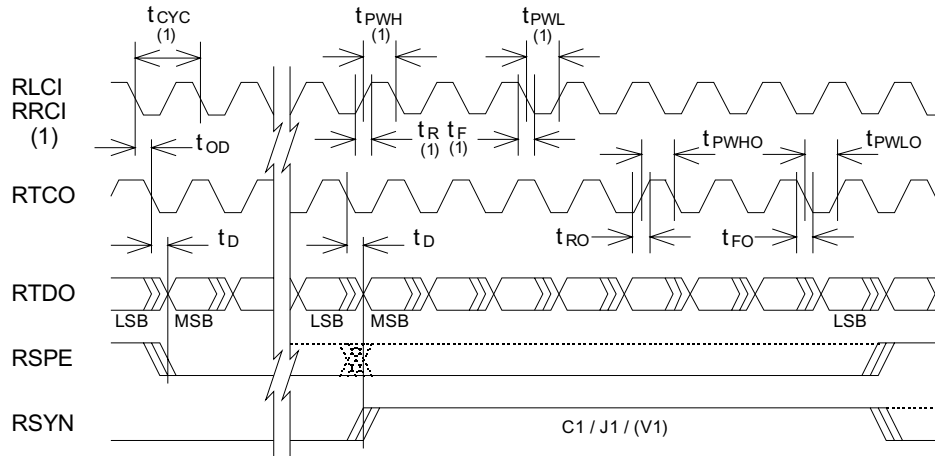 tCYC tPWH tPWL
(1) (1) (1)
RLCI
RRCI
(1)
tR tF
(1) (1)
tOD tPWHO tPWLO
RTCO
tD tD tRO tFO
RTDO
LSB MSB LSB MSB LSB
RSPE
RSYN C1 / J1 / (V1)